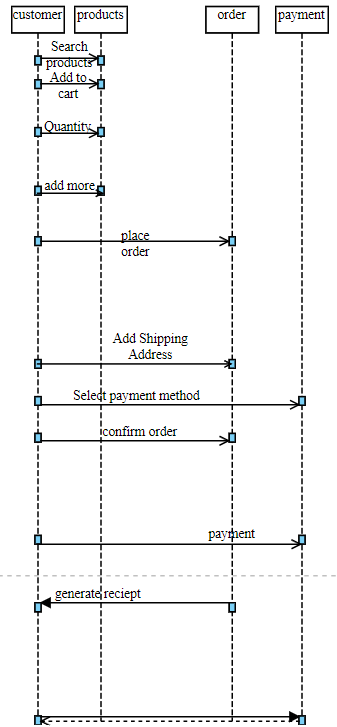 customer products order payment
Search
products
Add to
cart
Quantity
add more
place
order
Add Shipping
Address
Select payment method
confirm order
payment
generate reciept